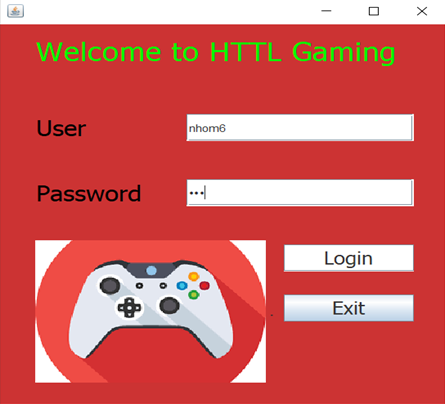 Welcome to HTTL Gaming
User
nhom6
Password
•••
Login
Exit